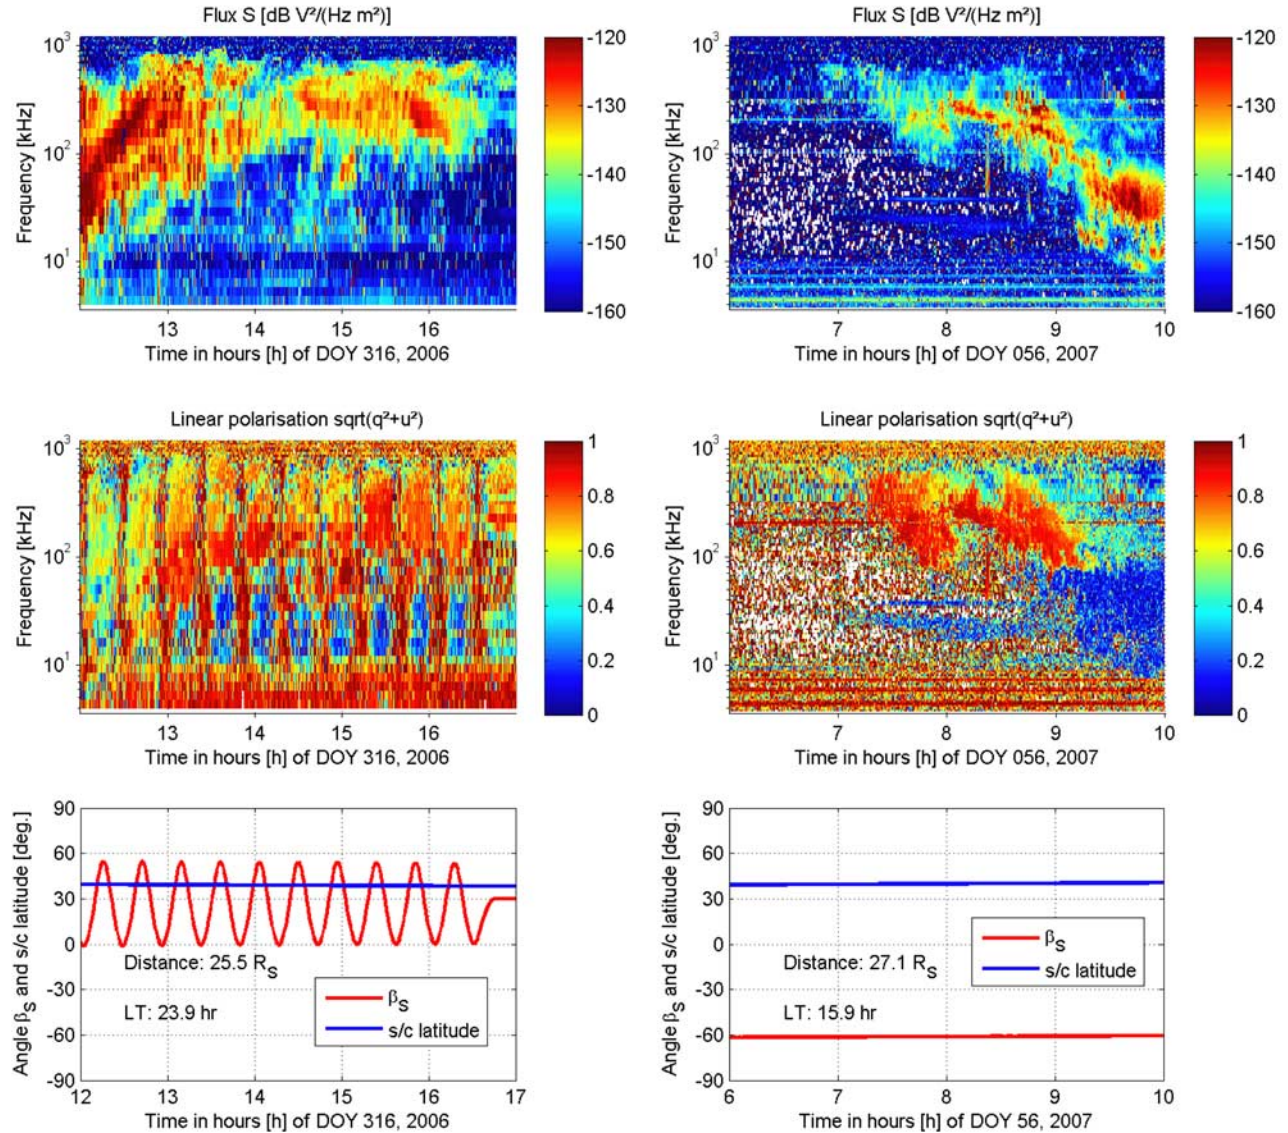 Flux S [dB V²/(Hz m²)]
10³
10²
10¹
Frequency [kHz]
13 14 15 16
Time in hours [h] of DOY 316, 2006
-120
-130
-140
-150
-160
Flux S [dB V²/(Hz m²)]
10³
10²
10¹
Frequency [kHz]
7 8 9 10
Time in hours [h] of DOY 056, 2007
-120
-130
-140
-150
-160
Linear polarisation sqrt(q²+u²)
10³
10²
10¹
Frequency [kHz]
13 14 15 16
Time in hours [h] of DOY 316, 2006
1
0.8
0.6
0.4
0.2
0
Linear polarisation sqrt(q²+u²)
10³
10²
10¹
Frequency [kHz]
7 8 9 10
Time in hours [h] of DOY 056, 2007
1
0.8
0.6
0.4
0.2
0
Angle β_S and s/c latitude [deg.]
90
60
30
0
-30
-60
-90
Distance: 25.5 R_S
LT: 23.9 hr
β_S
s/c latitude
12 13 14 15 16 17
Time in hours [h] of DOY 316, 2006
Angle β_S and s/c latitude [deg.]
90
60
30
0
-30
-60
-90
β_S
s/c latitude
Distance: 27.1 R_S
LT: 15.9 hr
6 7 8 9 10
Time in hours [h] of DOY 56, 2007